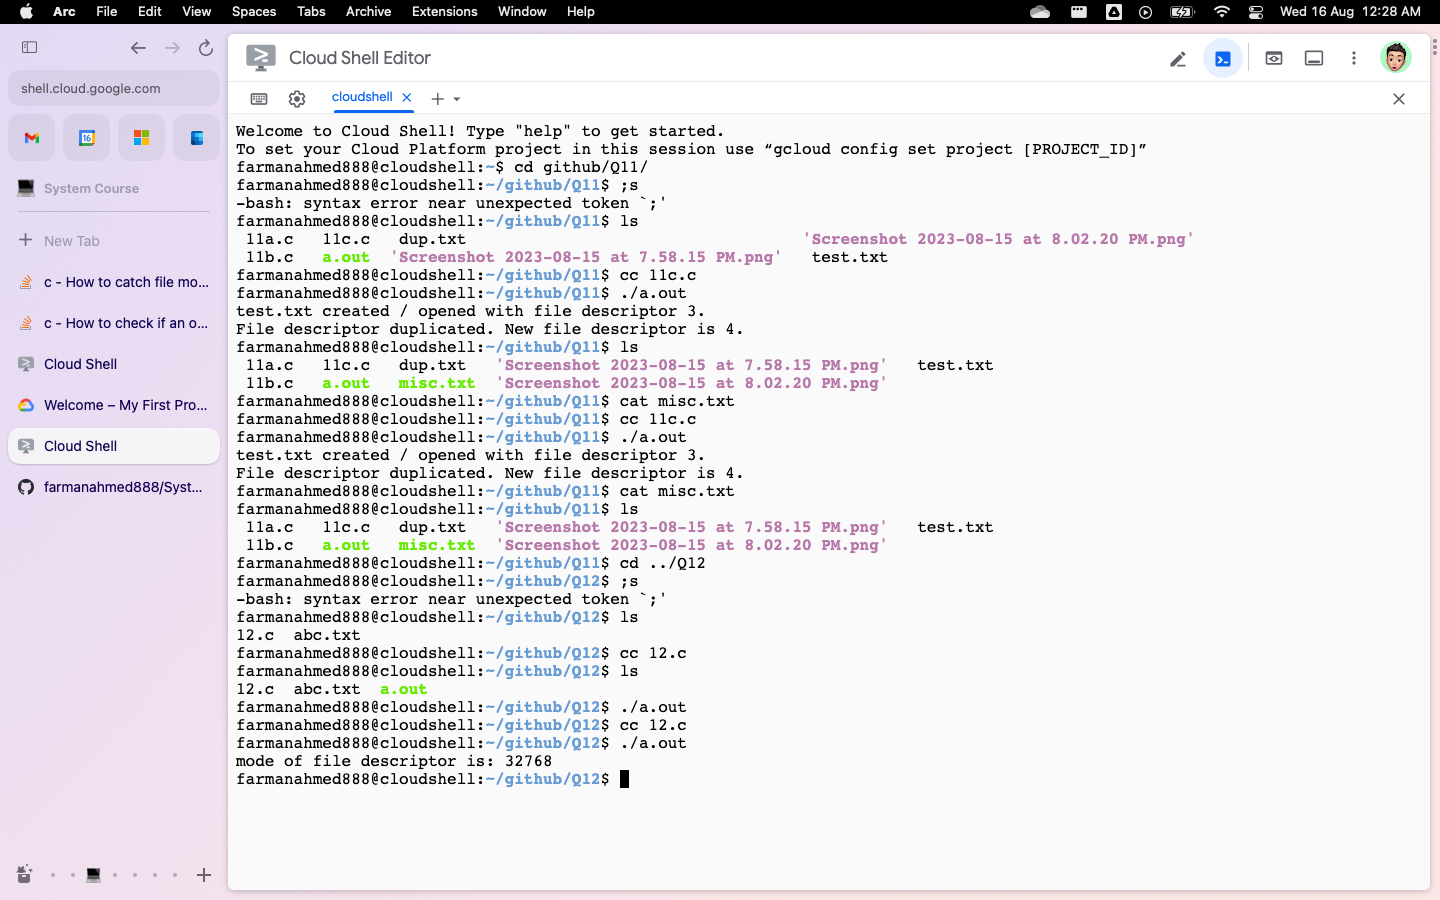 Arc File Edit View Spaces Tabs Archive Extensions Window Help Wed 16 Aug 12:28 AM
shell.cloud.google.com
16
System Course
New Tab
c - How to catch file mo...
c - How to check if an o...
Cloud Shell
Welcome – My First Pro...
Cloud Shell
farmanahmed888/Syst...
Cloud Shell Editor
cloudshell
Welcome to Cloud Shell! Type "help" to get started.
To set your Cloud Platform project in this session use “gcloud config set project [PROJECT_ID]”
farmanahmed888@cloudshell:~$ cd github/Q11/
farmanahmed888@cloudshell:~/github/Q11$ ;s
-bash: syntax error near unexpected token `;'
farmanahmed888@cloudshell:~/github/Q11$ ls
11a.c 11c.c dup.txt 'Screenshot 2023-08-15 at 8.02.20 PM.png'
11b.c a.out 'Screenshot 2023-08-15 at 7.58.15 PM.png' test.txt
farmanahmed888@cloudshell:~/github/Q11$ cc 11c.c
farmanahmed888@cloudshell:~/github/Q11$ ./a.out
test.txt created / opened with file descriptor 3.
File descriptor duplicated. New file descriptor is 4.
farmanahmed888@cloudshell:~/github/Q11$ ls
11a.c 11c.c dup.txt 'Screenshot 2023-08-15 at 7.58.15 PM.png' test.txt
11b.c a.out misc.txt 'Screenshot 2023-08-15 at 8.02.20 PM.png'
farmanahmed888@cloudshell:~/github/Q11$ cat misc.txt
farmanahmed888@cloudshell:~/github/Q11$ cc 11c.c
farmanahmed888@cloudshell:~/github/Q11$ ./a.out
test.txt created / opened with file descriptor 3.
File descriptor duplicated. New file descriptor is 4.
farmanahmed888@cloudshell:~/github/Q11$ cat misc.txt
farmanahmed888@cloudshell:~/github/Q11$ ls
11a.c 11c.c dup.txt 'Screenshot 2023-08-15 at 7.58.15 PM.png' test.txt
11b.c a.out misc.txt 'Screenshot 2023-08-15 at 8.02.20 PM.png'
farmanahmed888@cloudshell:~/github/Q11$ cd ../Q12
farmanahmed888@cloudshell:~/github/Q12$ ;s
-bash: syntax error near unexpected token `;'
farmanahmed888@cloudshell:~/github/Q12$ ls
12.c abc.txt
farmanahmed888@cloudshell:~/github/Q12$ cc 12.c
farmanahmed888@cloudshell:~/github/Q12$ ls
12.c abc.txt a.out
farmanahmed888@cloudshell:~/github/Q12$ ./a.out
farmanahmed888@cloudshell:~/github/Q12$ cc 12.c
farmanahmed888@cloudshell:~/github/Q12$ ./a.out
mode of file descriptor is: 32768
farmanahmed888@cloudshell:~/github/Q12$